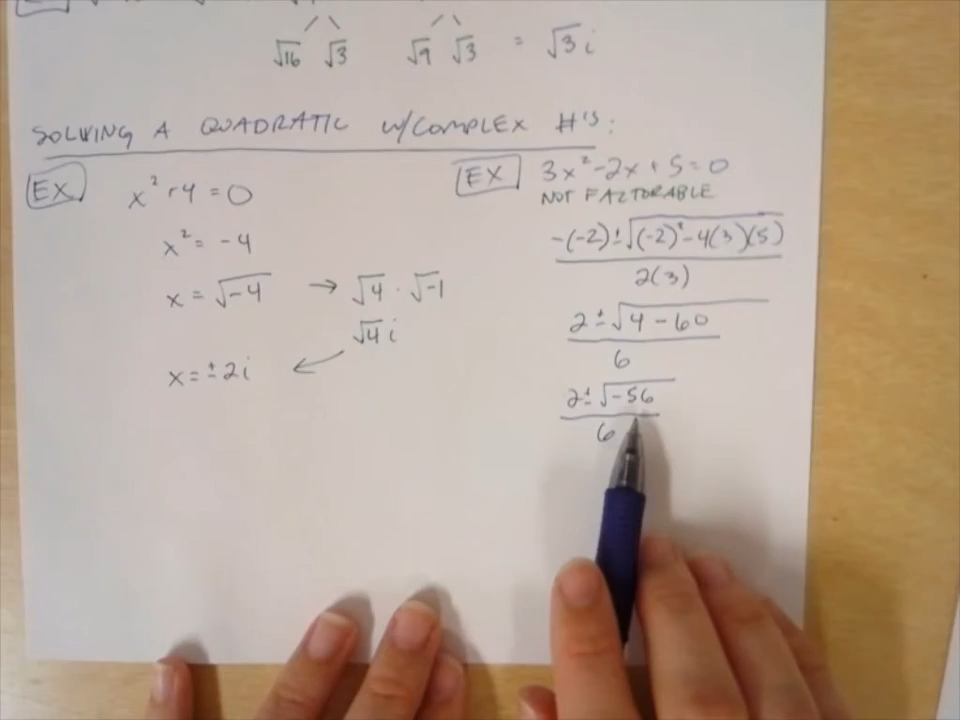 √16 √3 √9 √3 = √3 i
SOLVING A QUADRATIC W/COMPLEX #'S:
EX
x² + 4 = 0
x² = -4
x = √-4 → √4 · √-1
√4 i
x = ± 2i
EX 3x² - 2x + 5 = 0
NOT FACTORABLE
-(-2) ± √(-2)² - 4(3)(5)
2(3)
2 ± √4 - 60
6
2 ± √-56
6